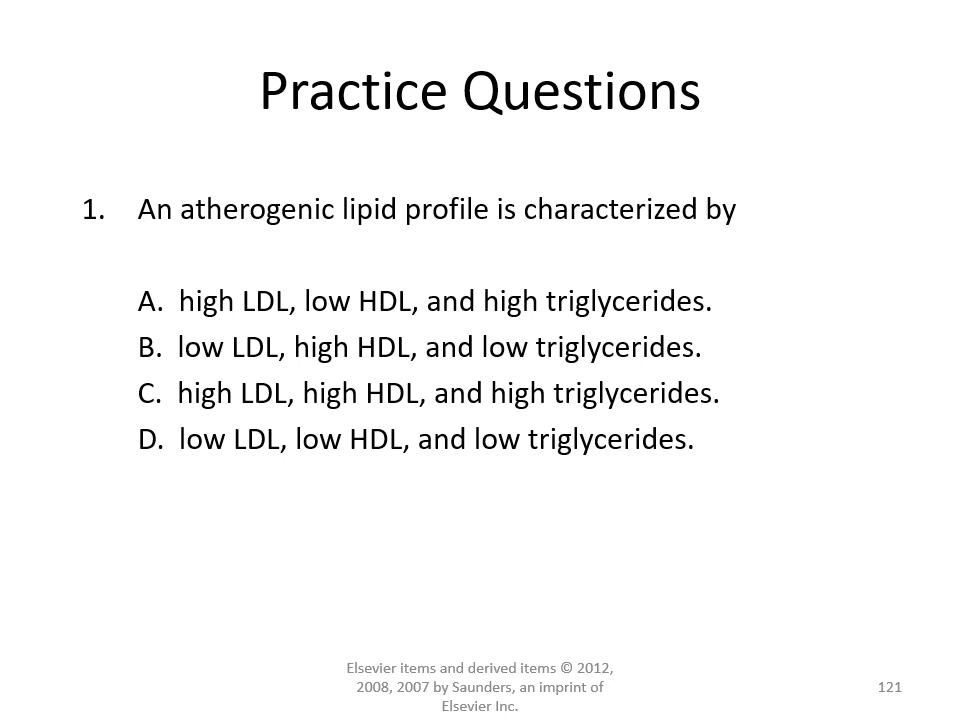 Practice Questions
1. An atherogenic lipid profile is characterized by
A. high LDL, low HDL, and high triglycerides.
B. low LDL, high HDL, and low triglycerides.
C. high LDL, high HDL, and high triglycerides.
D. low LDL, low HDL, and low triglycerides.
Elsevier items and derived items © 2012,
2008, 2007 by Saunders, an imprint of
Elsevier Inc.
121